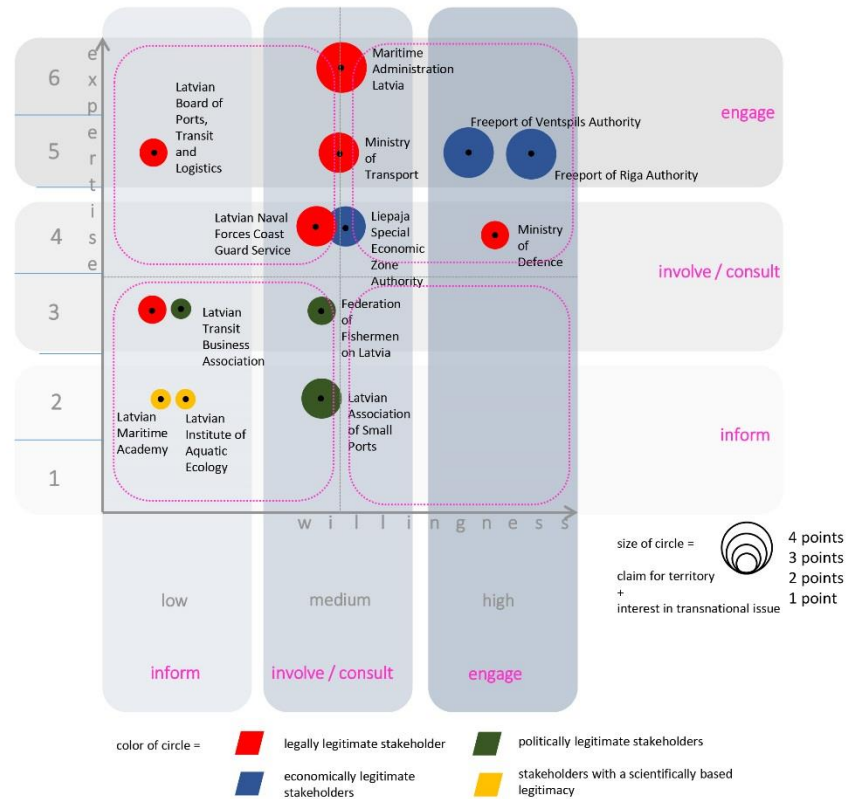 expertise
6
5
4
3
2
1
Latvian
Board of
Ports,
Transit
and
Logistics
Maritime
Administration
Latvia
Ministry
of
Transport
Freeport of Ventspils Authority
Freeport of Riga Authority
engage
Latvian Naval
Forces Coast
Guard Service
Liepaja
Special
Economic
Zone
Authority
Ministry
of
Defence
involve / consult
Latvian
Transit
Business
Association
Federation
of
Fishermen
on Latvia
Latvian
Maritime
Academy
Latvian
Institute of
Aquatic
Ecology
Latvian
Association
of Small
Ports
inform
willingness
size of circle =
claim for territory
+
interest in transnational issue
4 points
3 points
2 points
1 point
low
medium
high
inform
involve / consult
engage
color of circle =
legally legitimate stakeholder
politically legitimate stakeholders
economically legitimate
stakeholders
stakeholders with a scientifically based
legitimacy